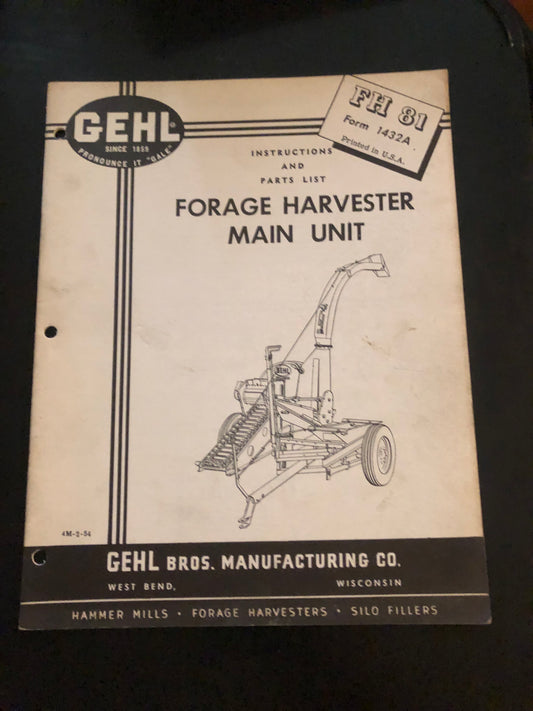 GEHL
SINCE 1859
PRONOUNCE IT "GALE"
FH 81
Form 1432A.
Printed in U.S.A.
INSTRUCTIONS
AND
PARTS LIST
FORAGE HARVESTER
MAIN UNIT
GEHL
4M-2-54
GEHL BROS. MANUFACTURING CO.
WEST BEND, WISCONSIN
HAMMER MILLS • FORAGE HARVESTERS • SILO FILLERS